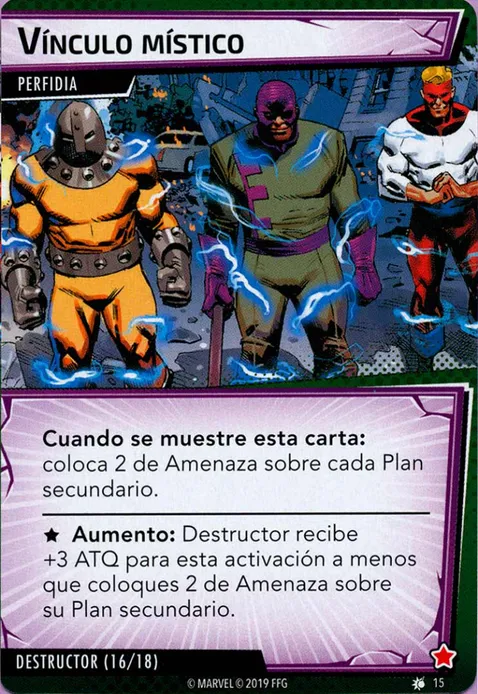 VÍNCULO MÍSTICO
PERFIDIA
Cuando se muestre esta carta:
coloca 2 de Amenaza sobre cada Plan
secundario.
★ Aumento: Destructor recibe
+3 ATQ para esta activación a menos
que coloques 2 de Amenaza sobre
su Plan secundario.
DESTRUCTOR (16/18)
© MARVEL © 2019 FFG
15